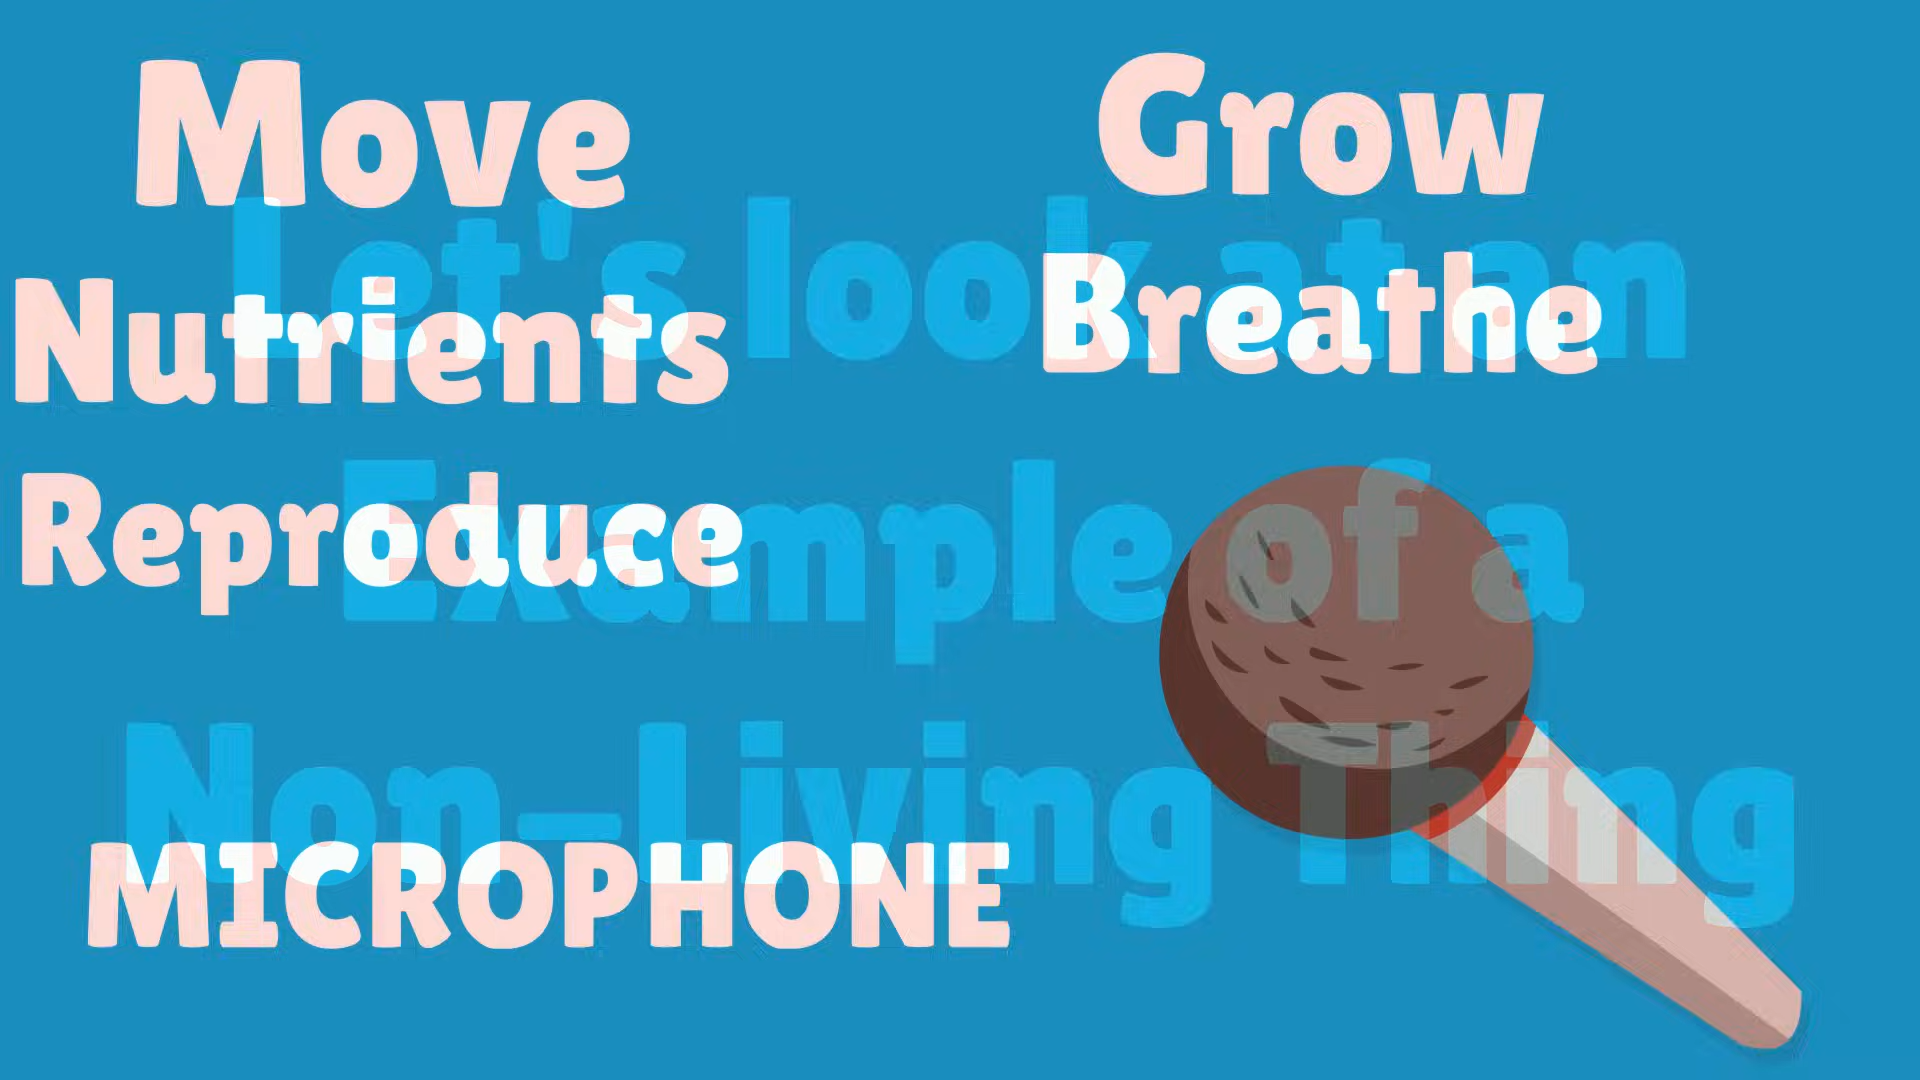 Move
Grow
Let's look at an
Nutrients
Breathe
Reproduce
Example of a
Non-Living Thing
MICROPHONE